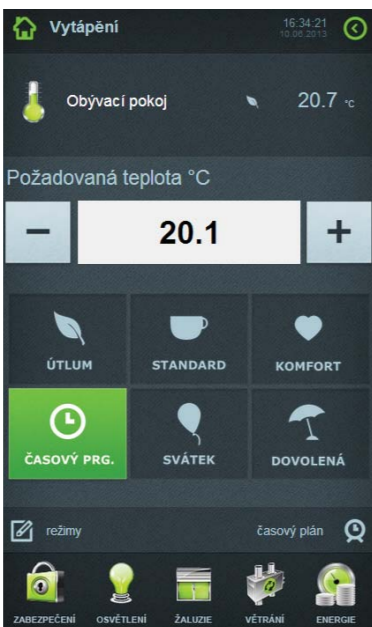 Vytápění
16:34:21
10.06.2013
Obývací pokoj
20.7 °C
Požadovaná teplota °C
− 20.1 +
ÚTLUM STANDARD KOMFORT
ČASOVÝ PRG. SVÁTEK DOVOLENÁ
režimy časový plán
ZABEZPEČENÍ OSVĚTLENÍ ŽALUZIE VĚTRÁNÍ ENERGIE